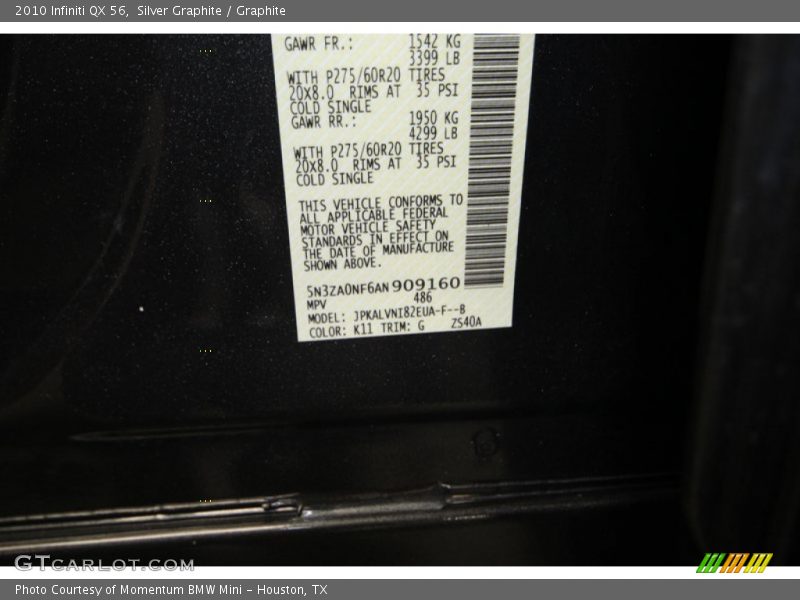 2010 Infiniti QX 56,  Silver Graphite / Graphite
GAWR FR.: 1542 KG
3399 LB
WITH P275/60R20 TIRES
20X8.0 RIMS AT 35 PSI
COLD SINGLE
GAWR RR.: 1950 KG
4299 LB
WITH P275/60R20 TIRES
20X8.0 RIMS AT 35 PSI
COLD SINGLE
THIS VEHICLE CONFORMS TO
ALL APPLICABLE FEDERAL
MOTOR VEHICLE SAFETY
STANDARDS IN EFFECT ON
THE DATE OF MANUFACTURE
SHOWN ABOVE.
5N3ZA0NF6AN909160
MPV 486
MODEL: JPKALVNI82EUA-F--B
COLOR: K11 TRIM: G ZS40A
GTCARLOT.COM
Photo Courtesy of Momentum BMW Mini - Houston, TX